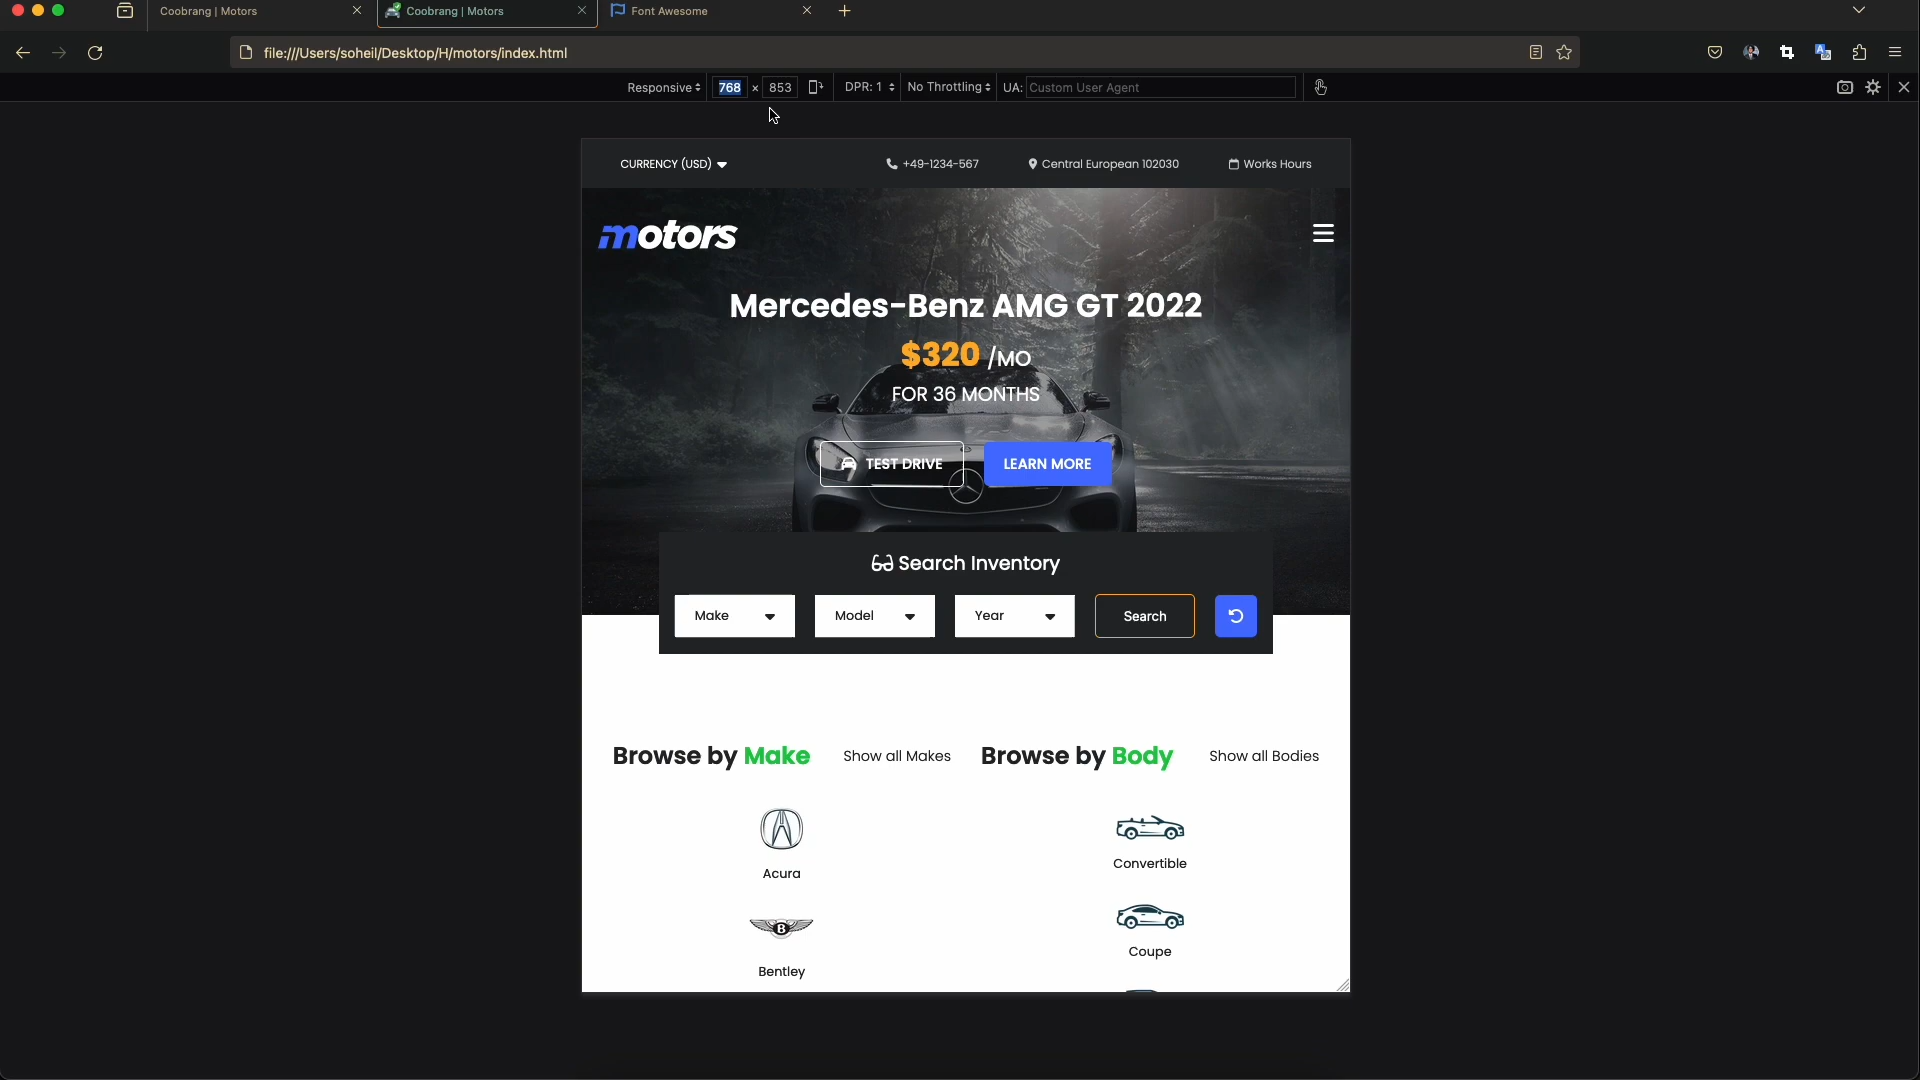 Coobrang | Motors
Coobrang | Motors
Font Awesome
file:///Users/soheil/Desktop/H/motors/index.html
Responsive 768 × 853 DPR: 1 No Throttling UA: Custom User Agent
CURRENCY (USD) +49-1234-567 Central European 102030 Works Hours
motors
Mercedes-Benz AMG GT 2022
$320 /MO
FOR 36 MONTHS
TEST DRIVE LEARN MORE
Search Inventory
Make Model Year Search
Browse by Make Show all Makes Browse by Body Show all Bodies
Acura
Convertible
B
Coupe
Bentley